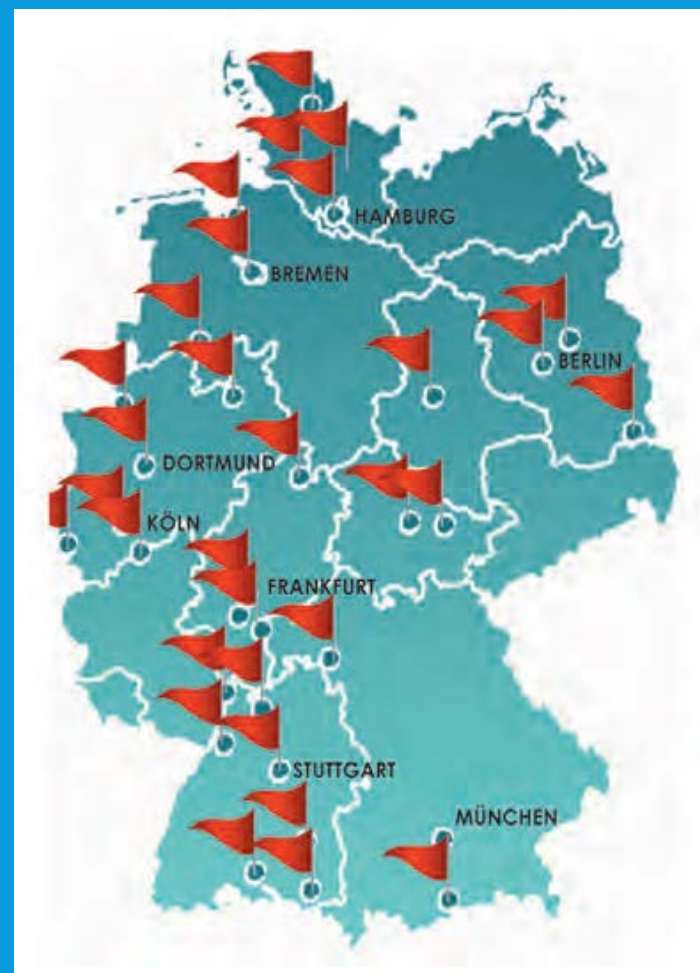 HAMBURG
BREMEN
BERLIN
DORTMUND
KÖLN
FRANKFURT
STUTTGART
MÜNCHEN